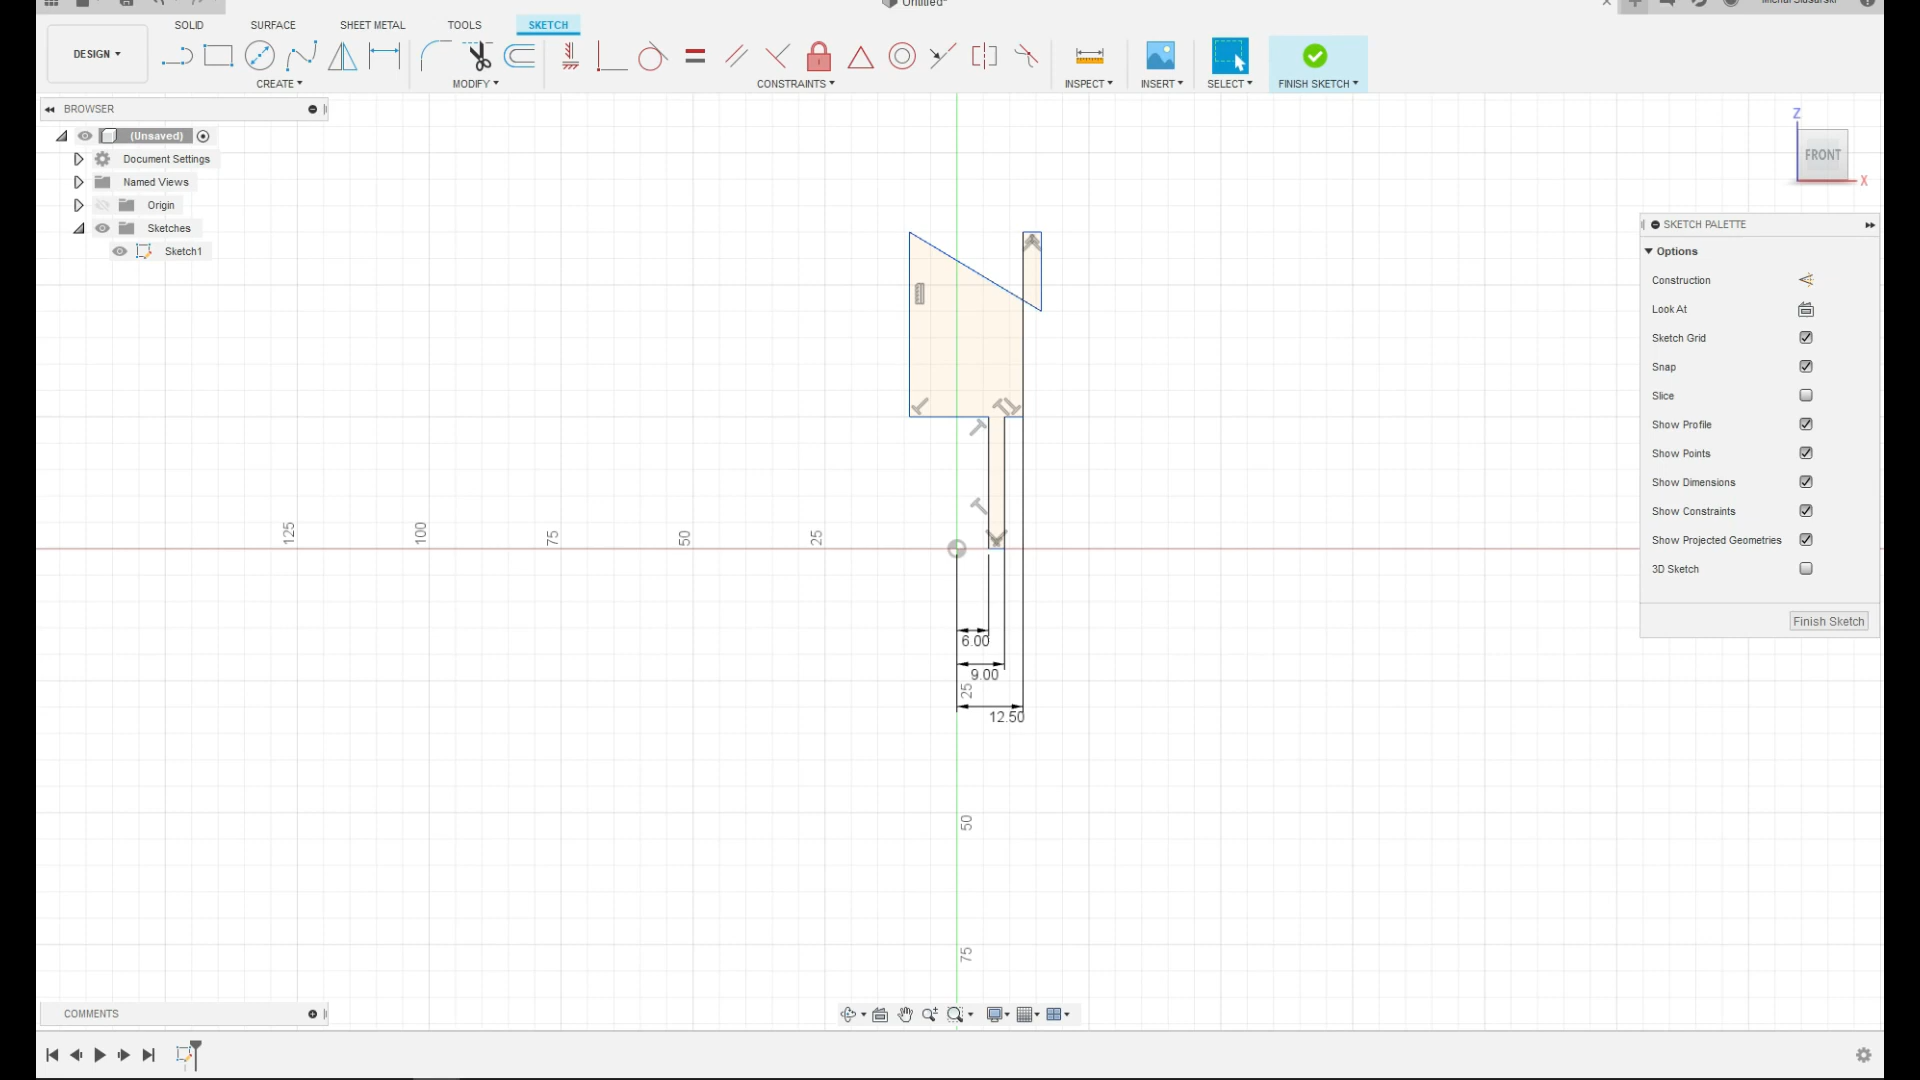 Untitled*
SOLID
SURFACE
SHEET METAL
TOOLS
SKETCH
DESIGN
CREATE
MODIFY
CONSTRAINTS
INSPECT
INSERT
SELECT
FINISH SKETCH
BROWSER
(Unsaved)
Document Settings
Named Views
Origin
Sketches
Sketch1
Z
FRONT
X
SKETCH PALETTE
Options
Construction
Look At
Sketch Grid
Snap
Slice
Show Profile
Show Points
Show Dimensions
Show Constraints
Show Projected Geometries
3D Sketch
Finish Sketch
125
100
75
50
25
6.00
9.00
25
12.50
50
75
COMMENTS